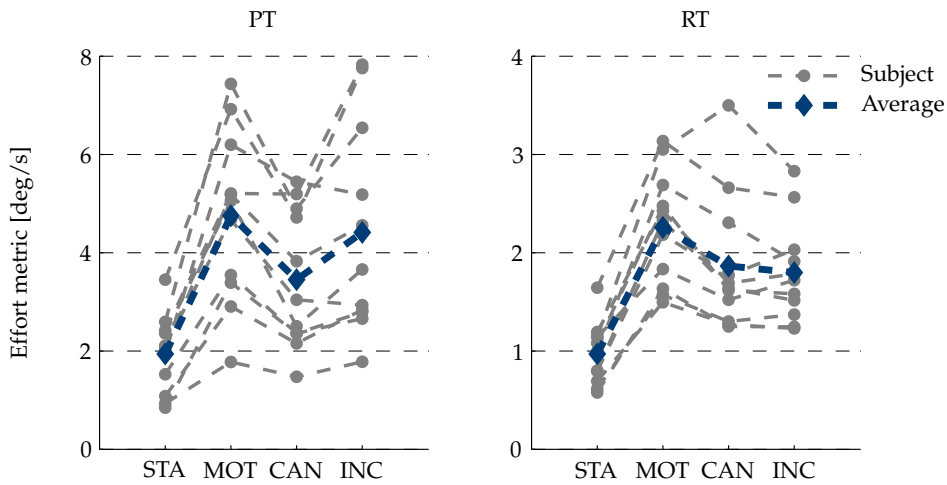 PT
Effort metric [deg/s]
8
6
4
2
0
STA MOT CAN INC
RT
4
3
2
1
0
STA MOT CAN INC
Subject
Average